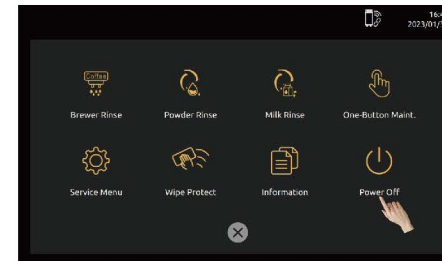 Coffee
Brewer Rinse
Powder Rinse
Milk Rinse
One-Button Maint.
Service Menu
Wipe Protect
Information
Power Off